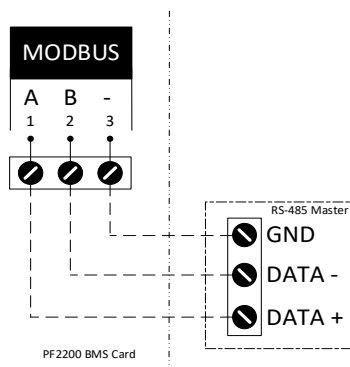 MODBUS
A B -
1 2 3
RS-485 Master
GND
DATA -
DATA +
PF2200 BMS Card